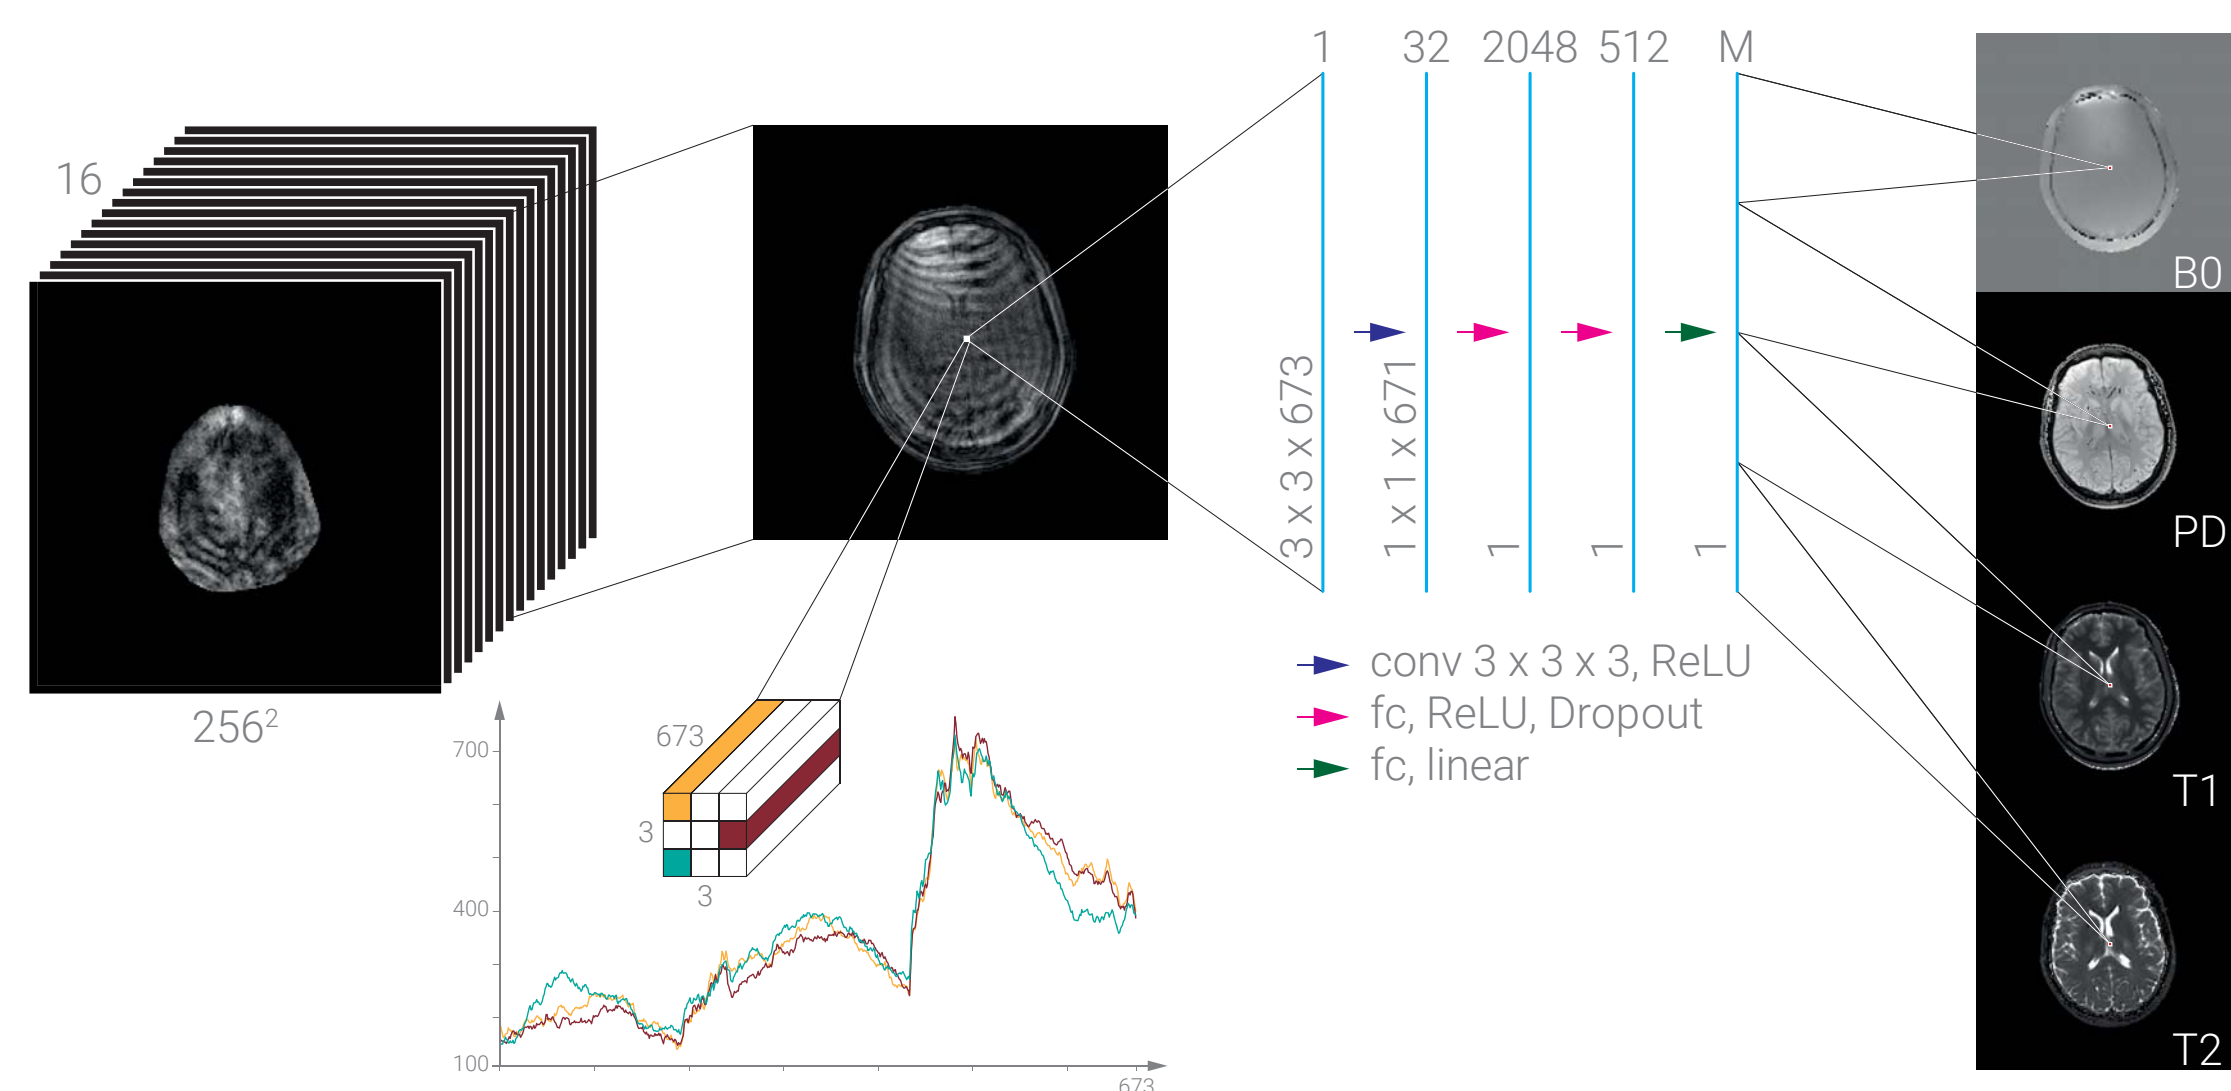 16
256²
1 32 2048 512 M
3 x 3 x 673
1 x 1 x 671
1
1
1
conv 3 x 3 x 3, ReLU
fc, ReLU, Dropout
fc, linear
B0
PD
T1
T2
673
3
3
700
400
100
673